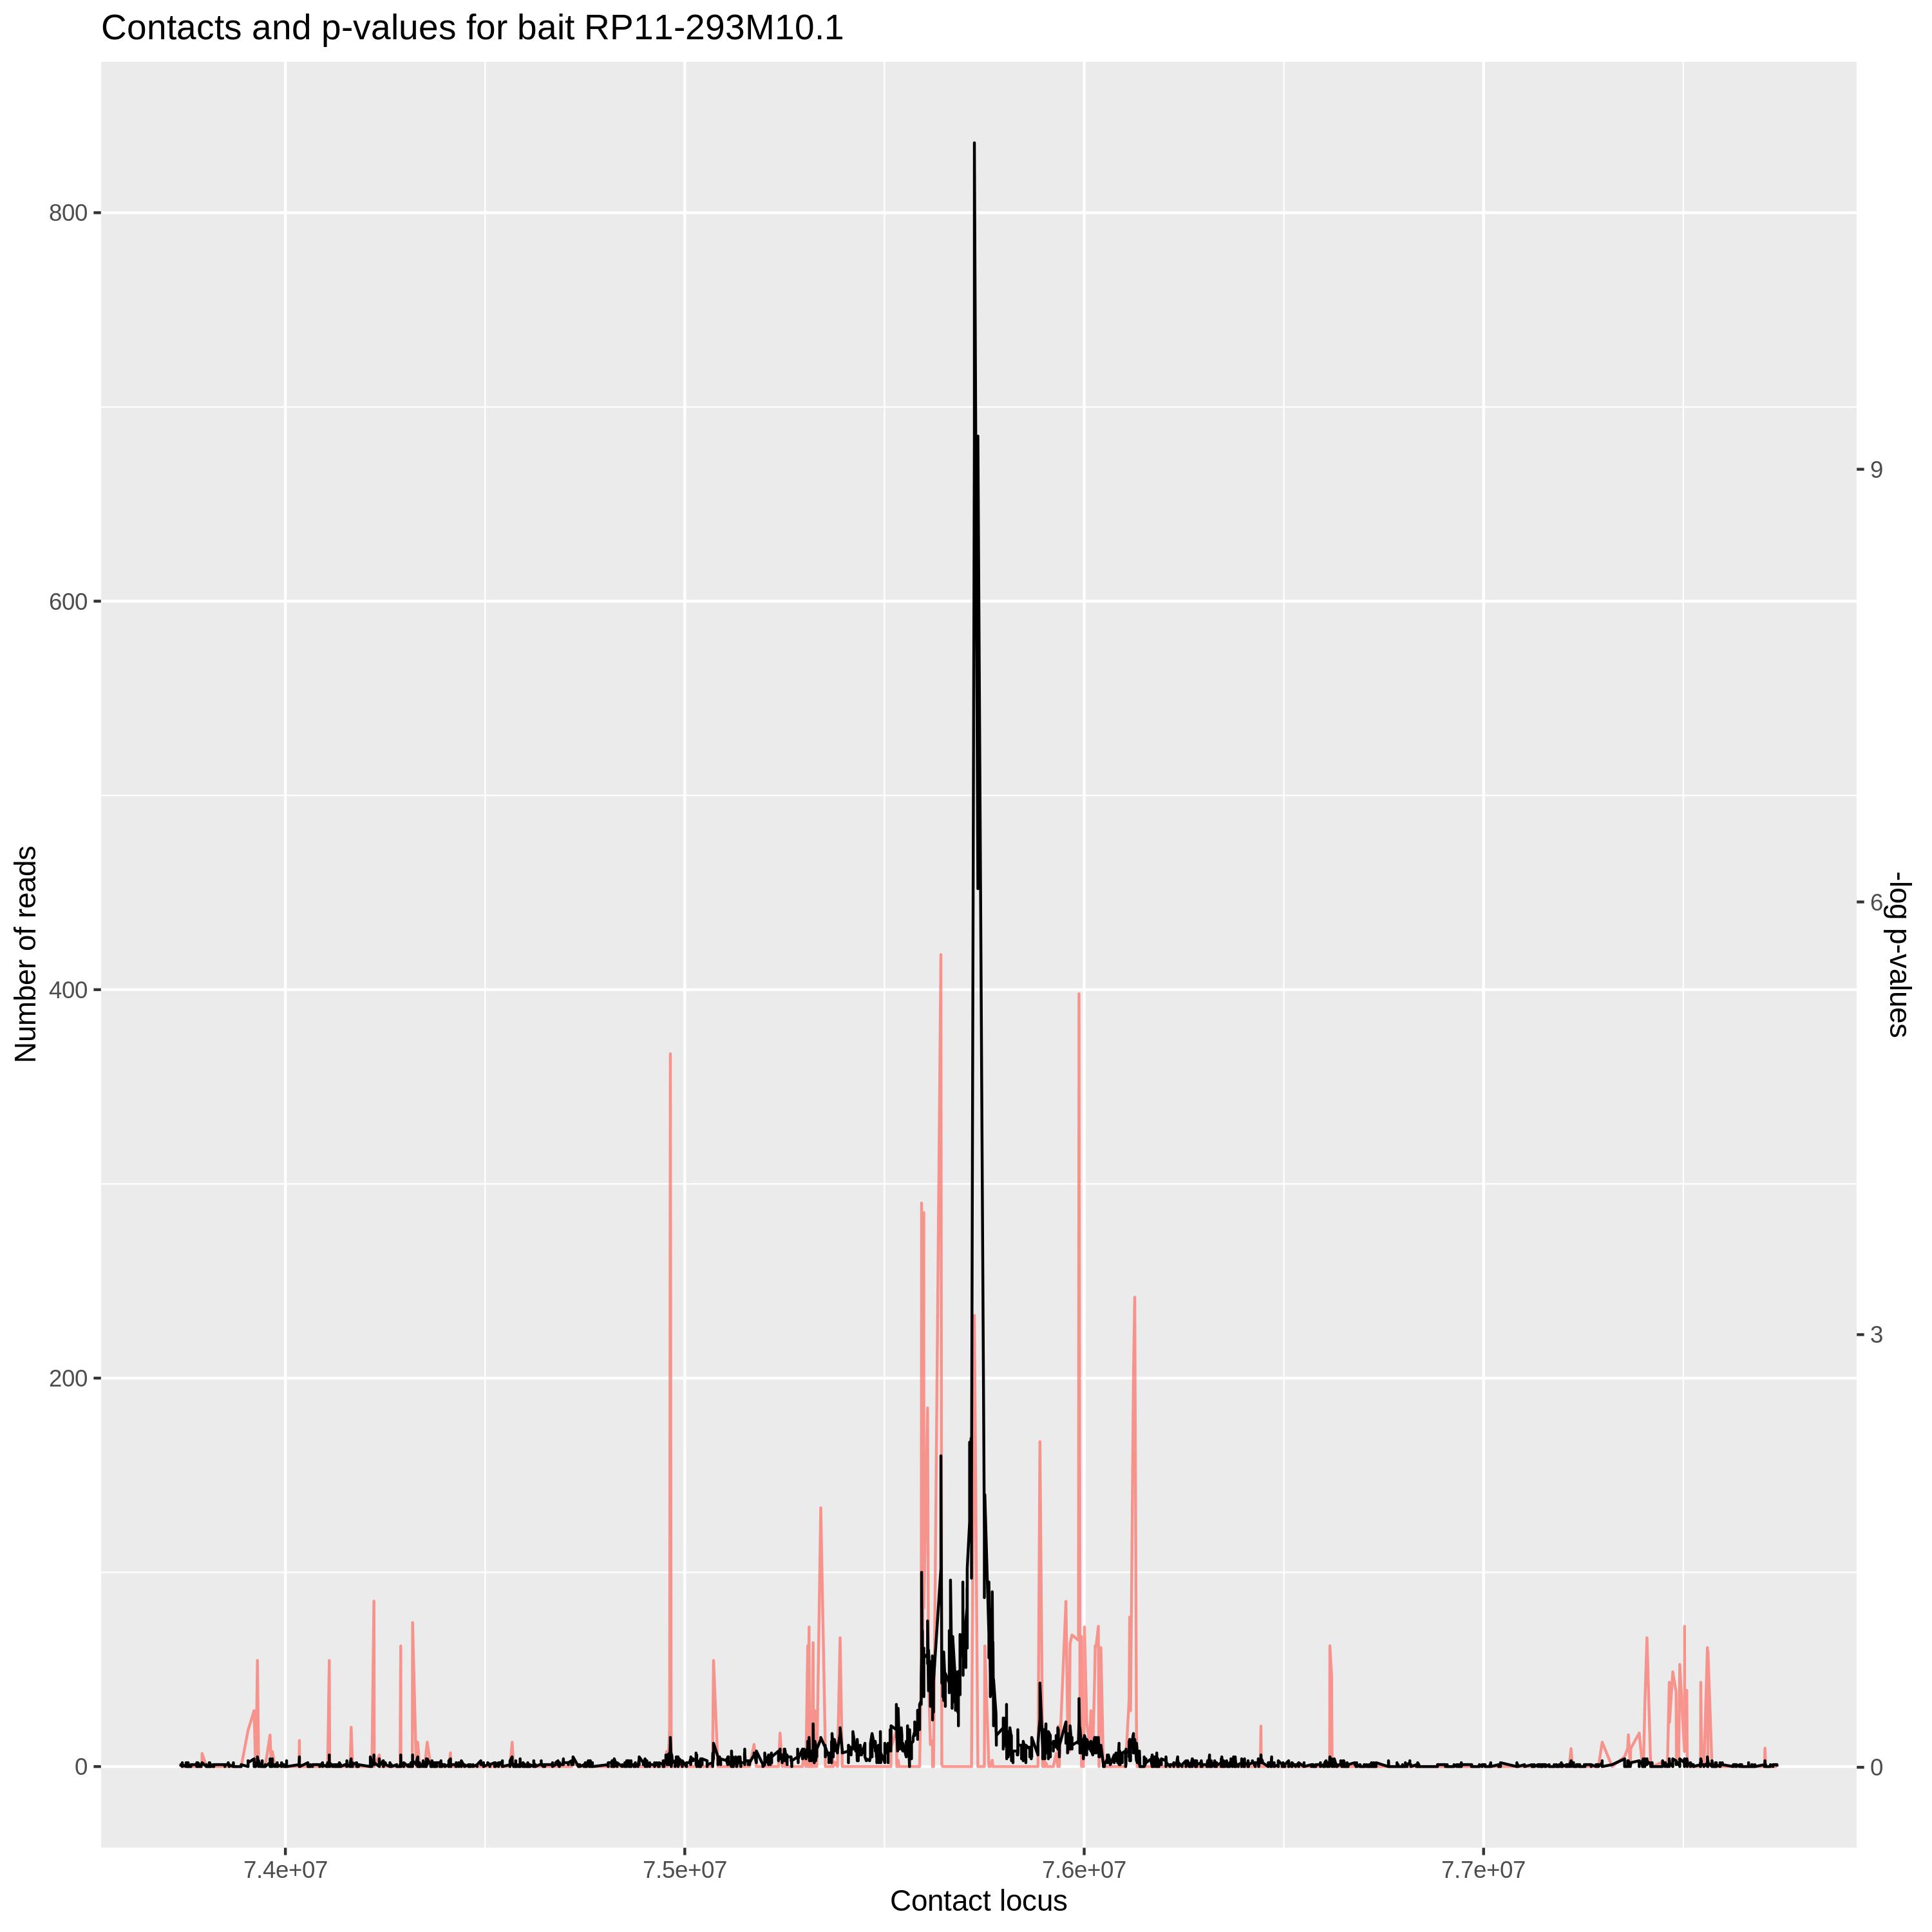 Contacts and p-values for bait RP11-293M10.1
800
600
400
200
0
Number of reads
9
6
3
0
-log p-values
7.4e+07
7.5e+07
7.6e+07
7.7e+07
Contact locus